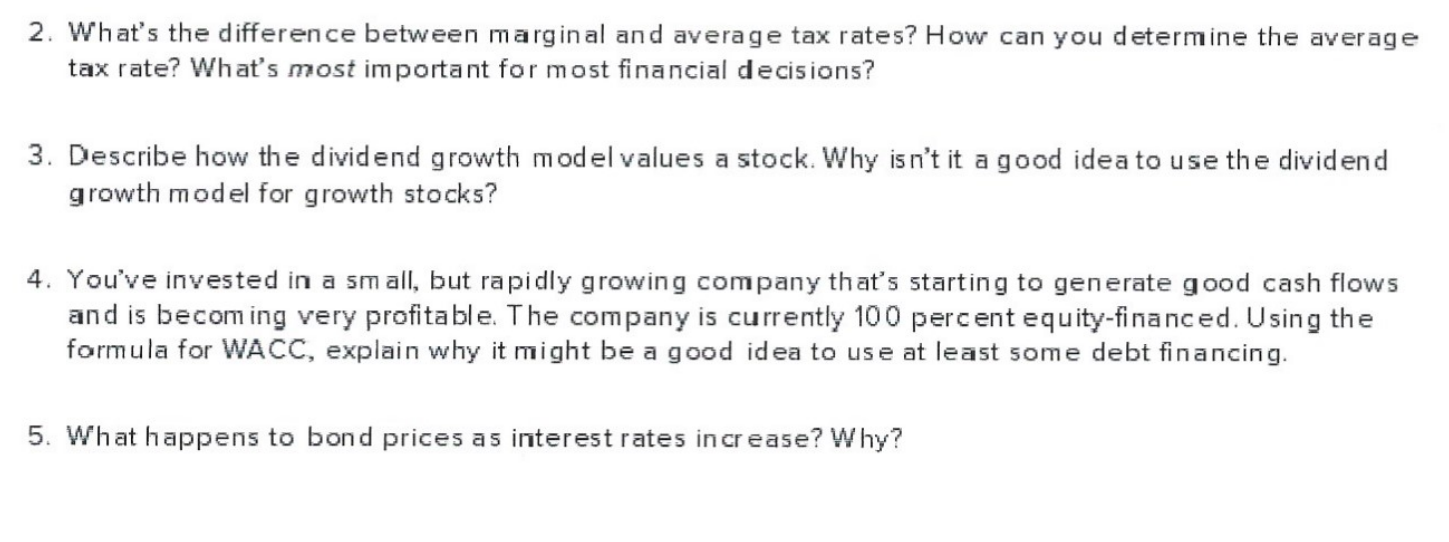 2. What's the difference between marginal and average tax rates? How can you determine the average
tax rate? What's most important for most financial decisions?
3. Describe how the dividend growth model values a stock. Why isn't it a good idea to use the dividend
growth model for growth stocks?
4. You've invested in a small, but rapidly growing company that's starting to generate good cash flows
and is becoming very profitable. The company is currently 100 percent equity-financed. Using the
formula for WACC, explain why it might be a good idea to use at least some debt financing.
5. What happens to bond prices as interest rates increase? Why?